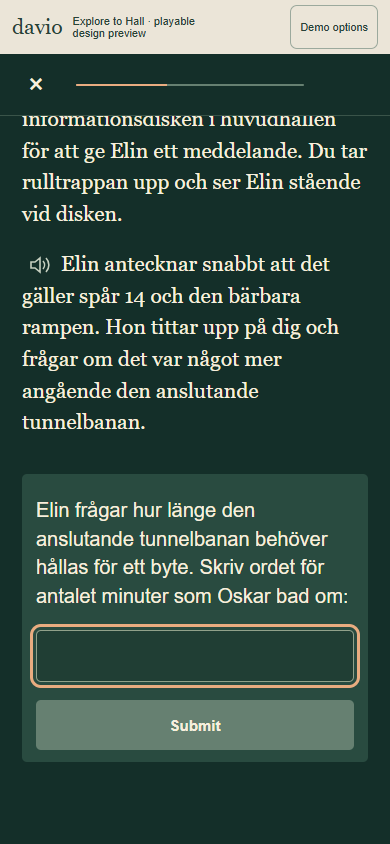 davio
Explore to Hall · playable
design preview
Demo options
×
informationsdisken i huvudhallen
för att ge Elin ett meddelande. Du tar
rulltrappan upp och ser Elin stående
vid disken.
Elin antecknar snabbt att det
gäller spår 14 och den bärbara
rampen. Hon tittar upp på dig och
frågar om det var något mer
angående den anslutande
tunnelbanan.
Elin frågar hur länge den
anslutande tunnelbanan behöver
hållas för ett byte. Skriv ordet för
antalet minuter som Oskar bad om:
Submit